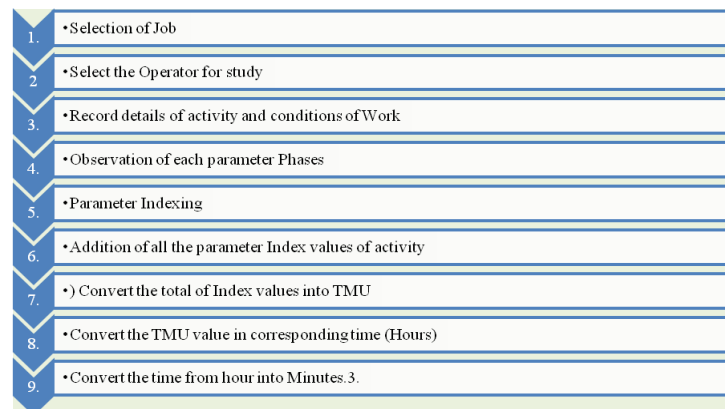 1. •Selection of Job
2 •Select the Operator for study
3. •Record details of activity and conditions of Work
4. •Observation of each parameter Phases
5. •Parameter Indexing
6. •Addition of all the parameter Index values of activity
7. •) Convert the total of Index values into TMU
8. •Convert the TMU value in corresponding time (Hours)
9. •Convert the time from hour into Minutes.3.